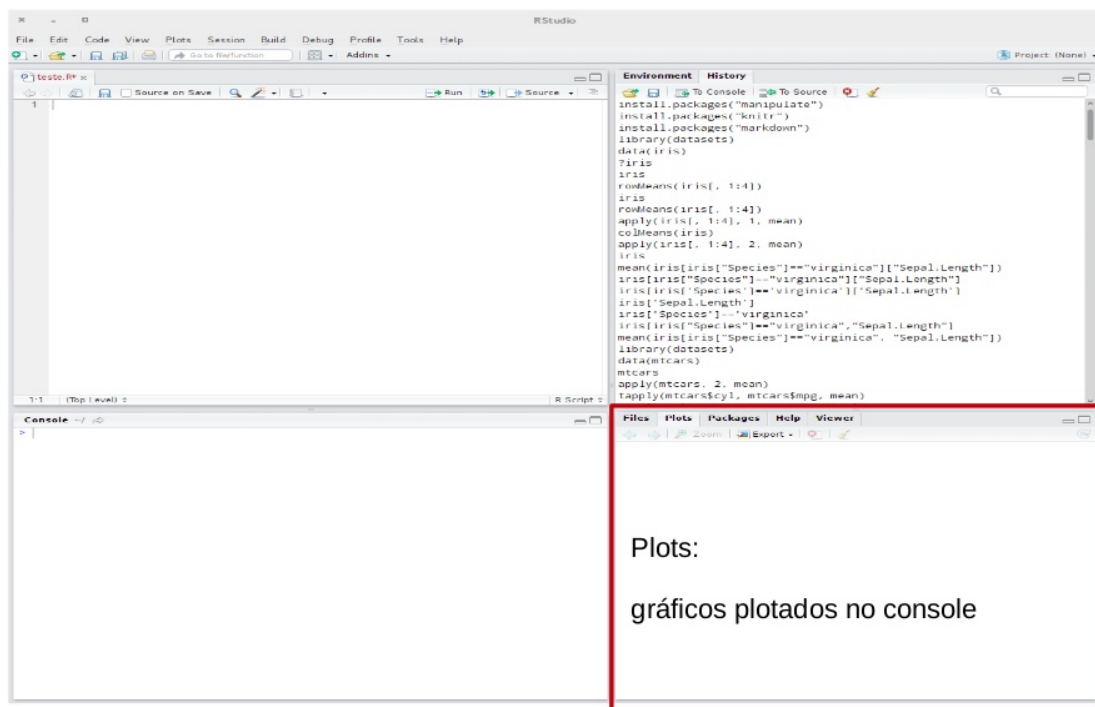 RStudio
File Edit Code View Plots Session Build Debug Profile Tools Help
Go to file/function Addins Project: (None)
teste.R*
Source on Save Run Source
1
1:1 (Top Level) R Script
Console ~/
>
Environment History
To Console To Source
install.packages("manipulate")
install.packages("knitr")
install.packages("markdown")
library(datasets)
data(iris)
?iris
iris
rowMeans(iris[, 1:4])
iris
rowMeans(iris[, 1:4])
apply(iris[, 1:4], 1, mean)
colMeans(iris)
apply(iris[, 1:4], 2, mean)
iris
mean(iris[iris["Species"]=="virginica"]["Sepal.Length"])
iris[iris["Species"]=="virginica"]["Sepal.Length"]
iris[iris['Species']=='virginica']['Sepal.Length']
iris['Sepal.Length']
iris['Species']=='virginica'
iris[iris["Species"]=="virginica","Sepal.Length"]
mean(iris[iris["Species"]=="virginica", "Sepal.Length"])
library(datasets)
data(mtcars)
mtcars
apply(mtcars, 2, mean)
tapply(mtcars$cyl, mtcars$mpg, mean)
Files Plots Packages Help Viewer
Zoom Export
Plots:
gráficos plotados no console